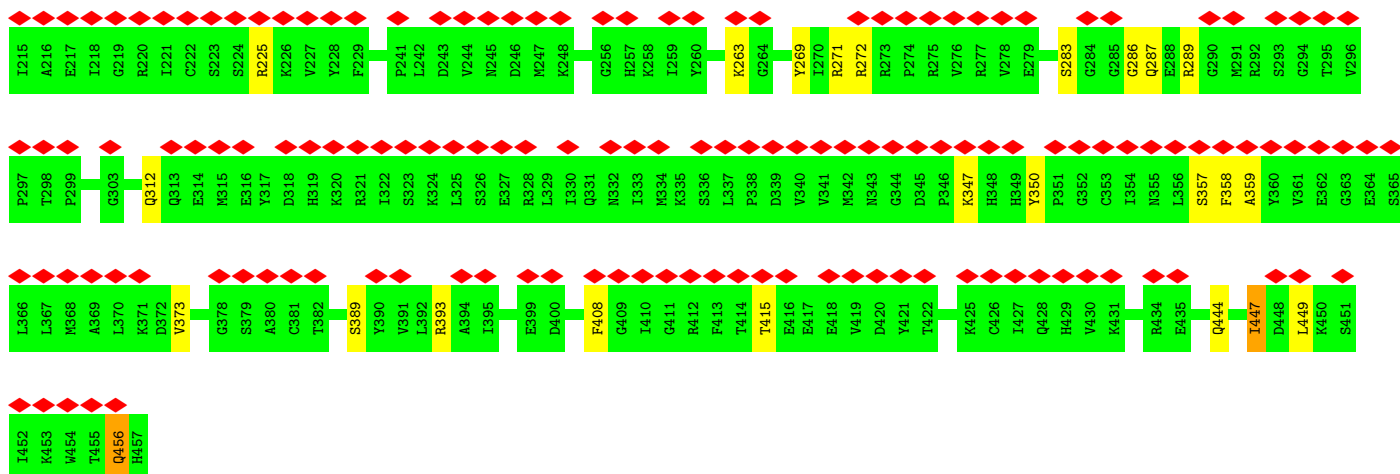 I215 A216 E217 I218 G219 R220 I221 C222 S223 S224 R225 K226 V227 Y228 F229 P241 L242 D243 V244 N245 D246 M247 K248 G256 H257 K258 I259 Y260 K263 G264 Y269 I270 R271 R272 R273 P274 R275 V276 R277 V278 E279 S283 G284 G285 G286 Q287 E288 R289 G290 M291 R292 S293 G294 T295 V296
P297 T298 P299 G303 Q312 Q313 E314 M315 E316 Y317 D318 H319 K320 R321 I322 S323 K324 L325 S326 E327 R328 L329 I330 Q331 N332 I333 M334 K335 S336 L337 P338 D339 V340 V341 M342 N343 G344 D345 P346 K347 H348 H349 Y350 P351 G352 C353 I354 N355 L356 S357 F358 A359 Y360 V361 E362 G363 E364 S365
L366 L367 M368 A369 L370 K371 D372 V373 G378 S379 A380 C381 T382 S389 Y390 V391 L392 R393 A394 I395 E399 D400 F408 G409 I410 G411 R412 F413 T414 T415 E416 E417 E418 V419 D420 Y421 T422 K425 C426 I427 Q428 H429 V430 K431 R434 E435 Q444 I447 D448 L449 K450 S451
I452 K453 W454 T455 Q456 H457